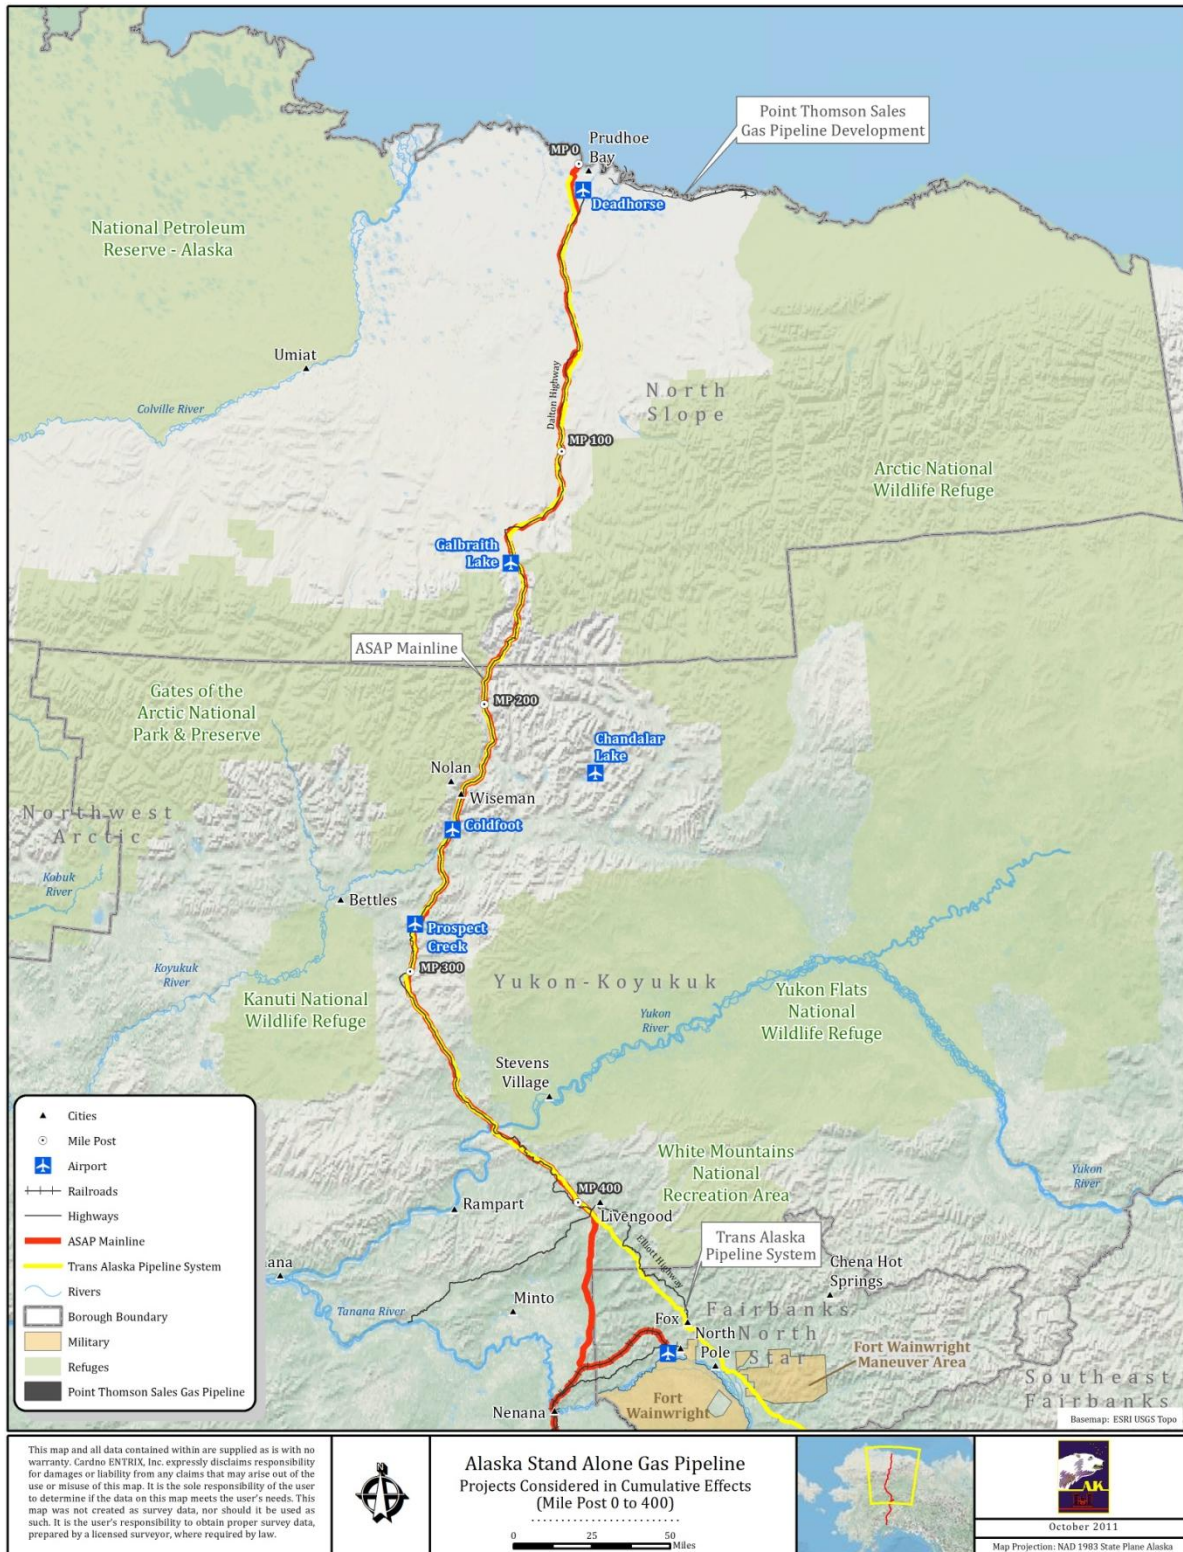 Point Thomson Sales
Gas Pipeline Development
MP 0
Prudhoe
Bay
Deadhorse
National Petroleum
Reserve - Alaska
Umiat
Colville River
Dalton Highway
North
Slope
MP 100
Arctic National
Wildlife Refuge
Galbraith
Lake
ASAP Mainline
Gates of the
Arctic National
Park & Preserve
MP 200
Chandalar
Lake
Nolan
Wiseman
Northwest
Arctic
Coldfoot
Kobuk
River
Bettles
Prospect
Creek
Koyukuk
River
MP 300
Yukon-Koyukuk
Kanuti National
Wildlife Refuge
Yukon Flats
National
Wildlife Refuge
Yukon
River
Stevens
Village
White Mountains
National
Recreation Area
Yukon
River
MP 400
Rampart
Livengood
Elliott Highway
Trans Alaska
Pipeline System
Chena Hot
Springs
ana
Tanana River
Minto
Fox
Fairbanks
North
Star
North
Pole
Fort Wainwright
Maneuver Area
Southeast
Fairbanks
Nenana
Fort
Wainwright
Basemap: ESRI USGS Topo
Cities
Mile Post
Airport
Railroads
Highways
ASAP Mainline
Trans Alaska Pipeline System
Rivers
Borough Boundary
Military
Refuges
Point Thomson Sales Gas Pipeline
This map and all data contained within are supplied as is with no
warranty. Cardno ENTRIX, Inc. expressly disclaims responsibility
for damages or liability from any claims that may arise out of the
use or misuse of this map. It is the sole responsibility of the user
to determine if the data on this map meets the user's needs. This
map was not created as survey data, nor should it be used as
such. It is the user's responsibility to obtain proper survey data,
prepared by a licensed surveyor, where required by law.
Alaska Stand Alone Gas Pipeline
Projects Considered in Cumulative Effects
(Mile Post 0 to 400)
0 25 50
Miles
AK
October 2011
Map Projection: NAD 1983 State Plane Alaska